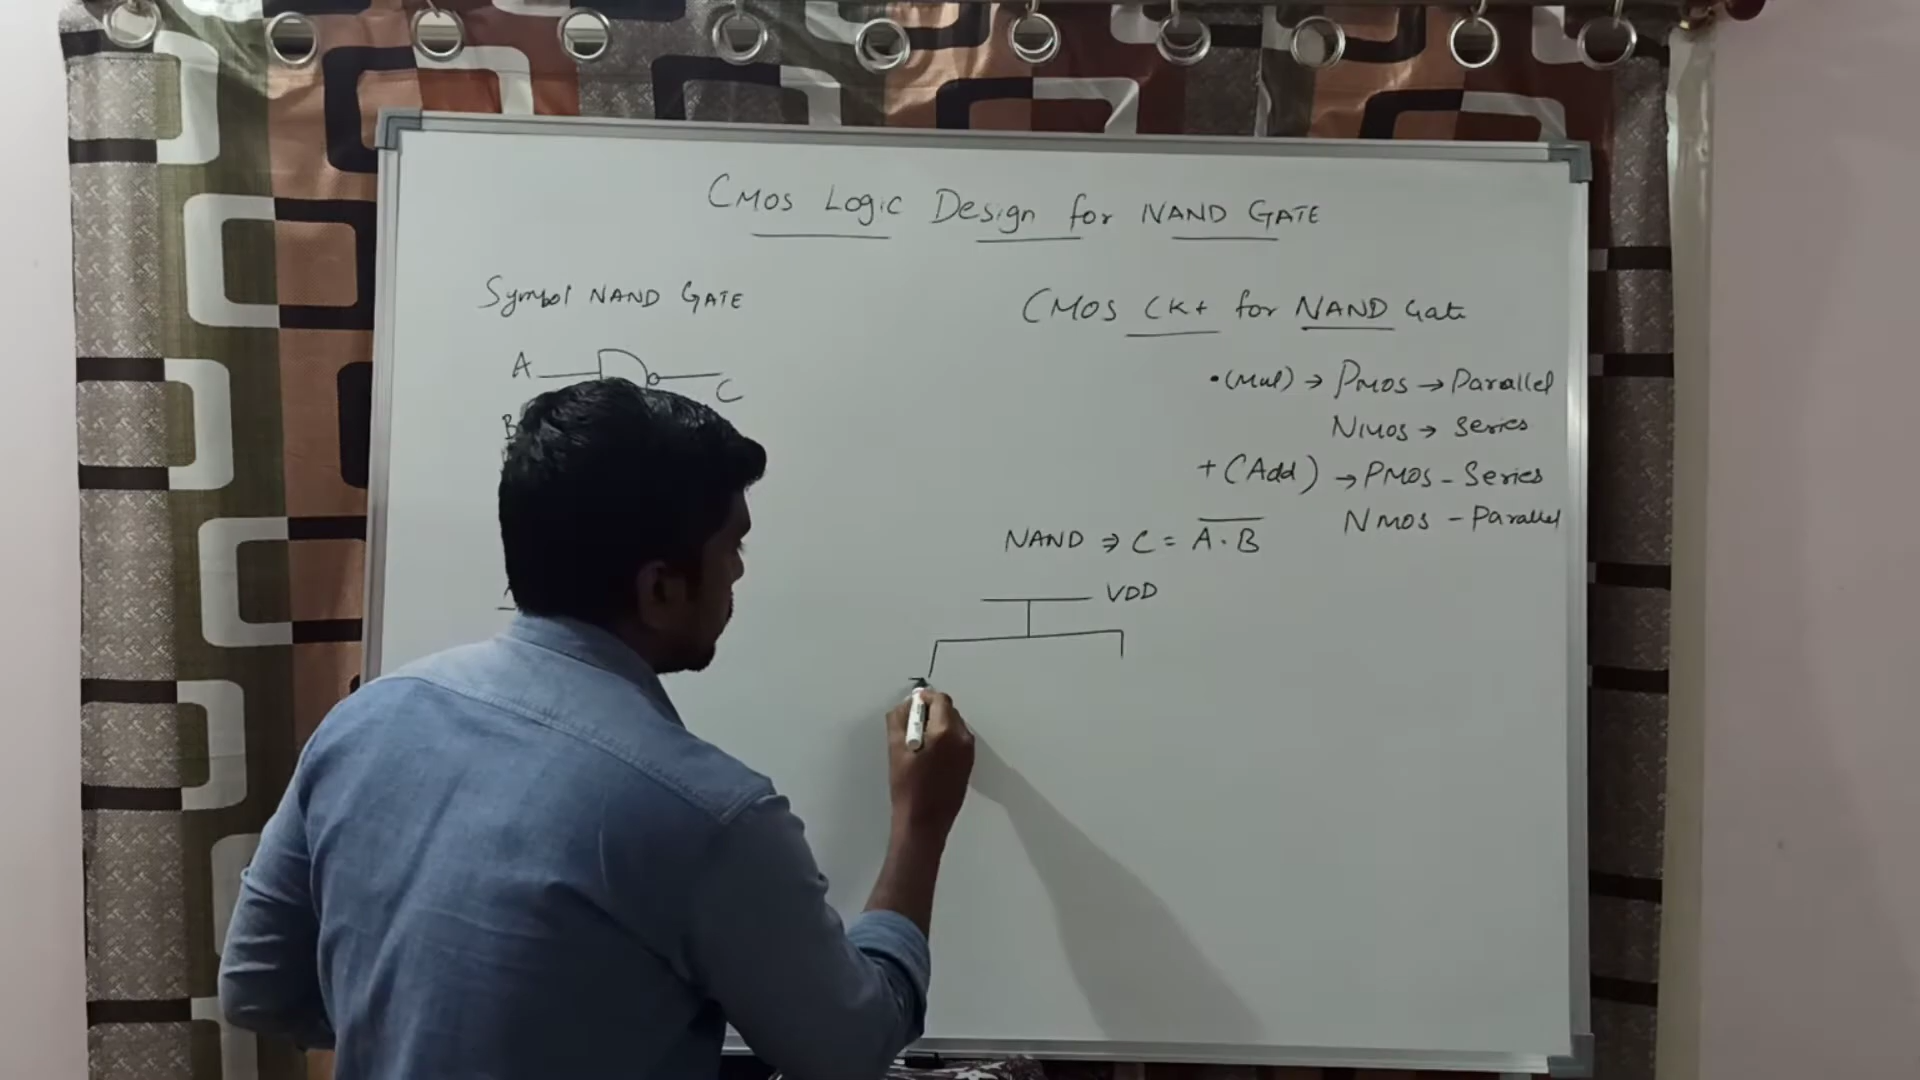 CMOS Logic Design for NAND GATE
Symbol NAND GATE
A
C
B
CMOS CKt for NAND Gate
•(Mul) → PMOS → Parallel
NMOS → Series
+ (Add) → PMOS - Series
NMOS - Parallel
NAND ⇒ C = \overline{A · B}
VDD